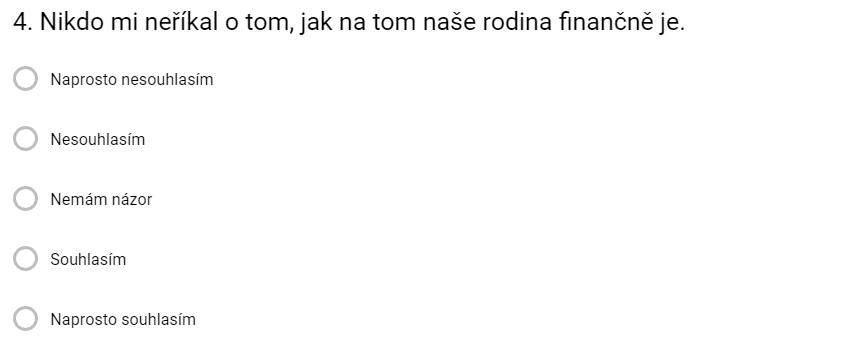 4. Nikdo mi neříkal o tom, jak na tom naše rodina finančně je.
Naprosto nesouhlasím
Nesouhlasím
Nemám názor
Souhlasím
Naprosto souhlasím